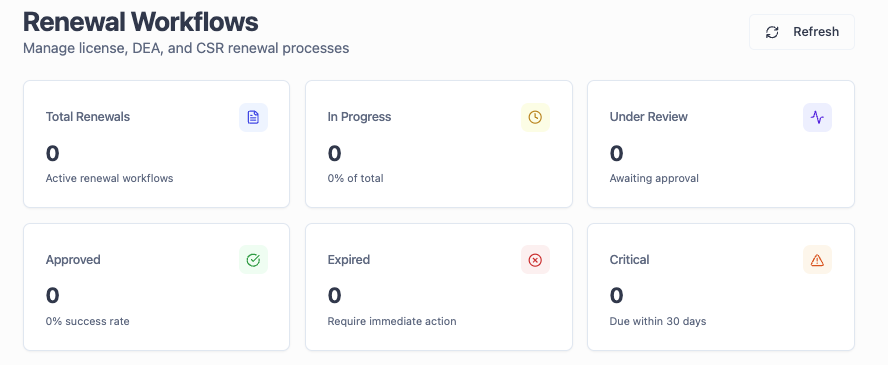 Renewal Workflows
Manage license, DEA, and CSR renewal processes
Refresh
Total Renewals
0
Active renewal workflows
In Progress
0
0% of total
Under Review
0
Awaiting approval
Approved
0
0% success rate
Expired
0
Require immediate action
Critical
0
Due within 30 days